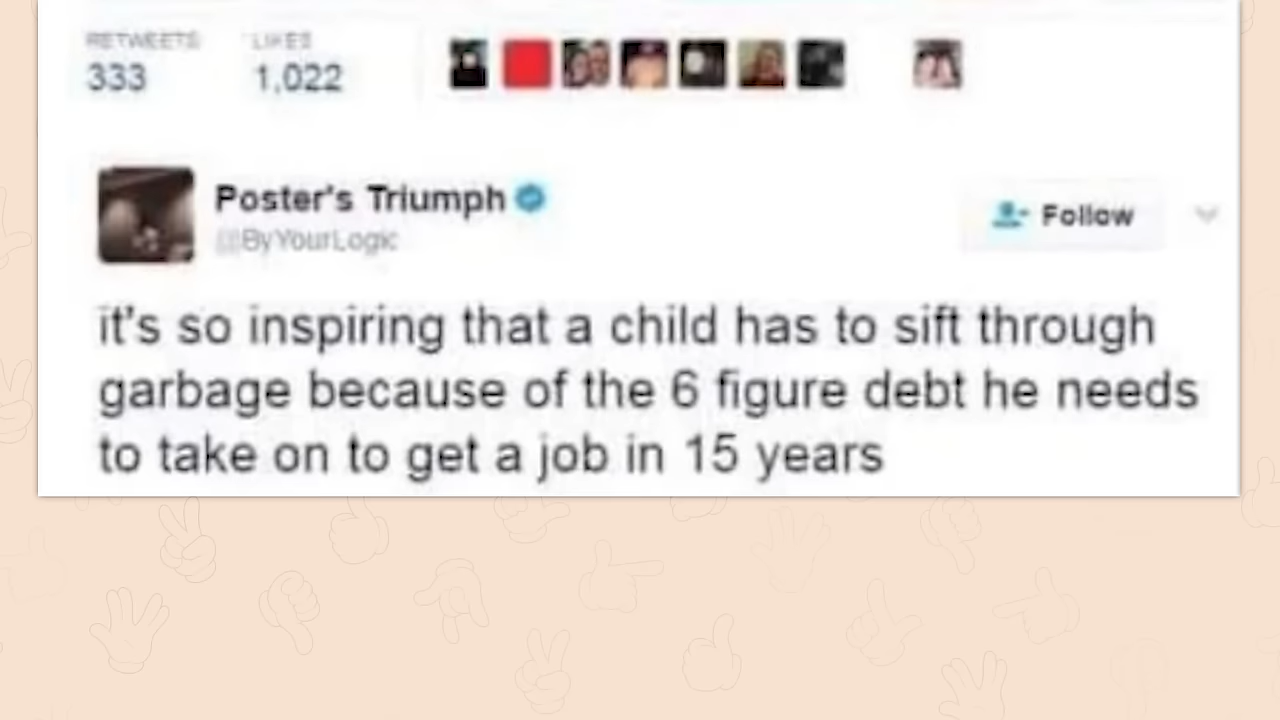 RETWEETS LIKES
333 1,022
Poster's Triumph
@ByYourLogic
Follow
it's so inspiring that a child has to sift through
garbage because of the 6 figure debt he needs
to take on to get a job in 15 years